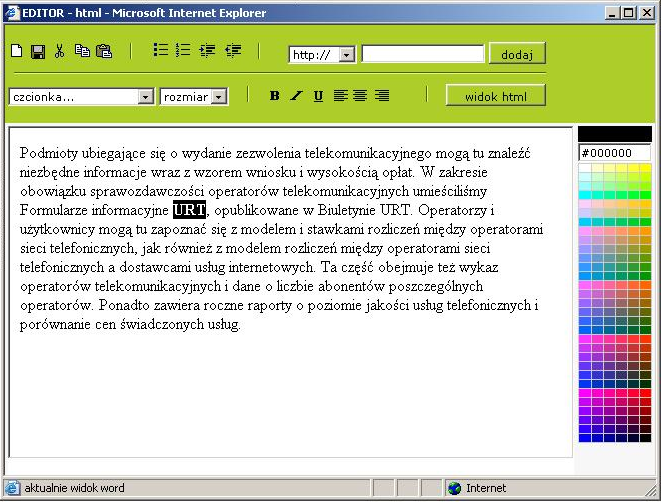 EDITOR - html - Microsoft Internet Explorer
http://
dodaj
czcionka...
rozmiar
B I U
widok html
#000000
Podmioty ubiegające się o wydanie zezwolenia telekomunikacyjnego mogą tu znaleźć
niezbędne informacje wraz z wzorem wniosku i wysokością opłat. W zakresie
obowiązku sprawozdawczości operatorów telekomunikacyjnych umieściliśmy
Formularze informacyjne URT, opublikowane w Biuletynie URT. Operatorzy i
użytkownicy mogą tu zapoznać się z modelem i stawkami rozliczeń między operatorami
sieci telefonicznych, jak również z modelem rozliczeń między operatorami sieci
telefonicznych a dostawcami usług internetowych. Ta część obejmuje też wykaz
operatorów telekomunikacyjnych i dane o liczbie abonentów poszczególnych
operatorów. Ponadto zawiera roczne raporty o poziomie jakości usług telefonicznych i
porównanie cen świadczonych usług.
aktualnie widok word
Internet